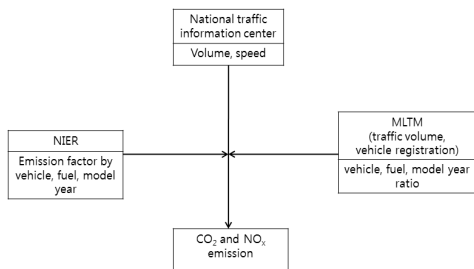 National traffic
information center
Volume, speed
NIER
Emission factor by
vehicle, fuel, model
year
MLTM
(traffic volume,
vehicle registration)
vehicle, fuel, model year
ratio
CO₂ and NOₓ
emission